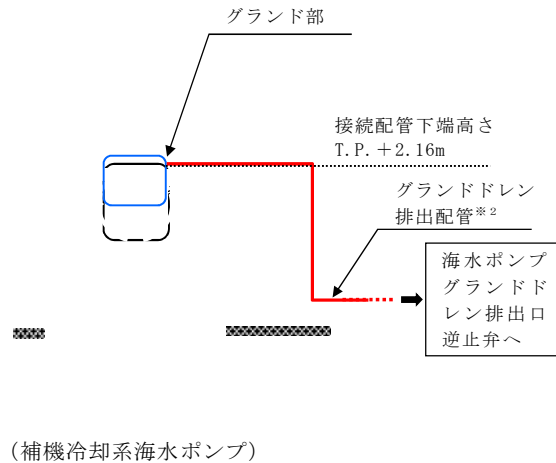 グランド部
接続配管下端高さ
T.P.＋2.16m
グランドドレン
排出配管※2
海水ポンプ
グランドド
レン排出口
逆止弁へ
(補機冷却系海水ポンプ)